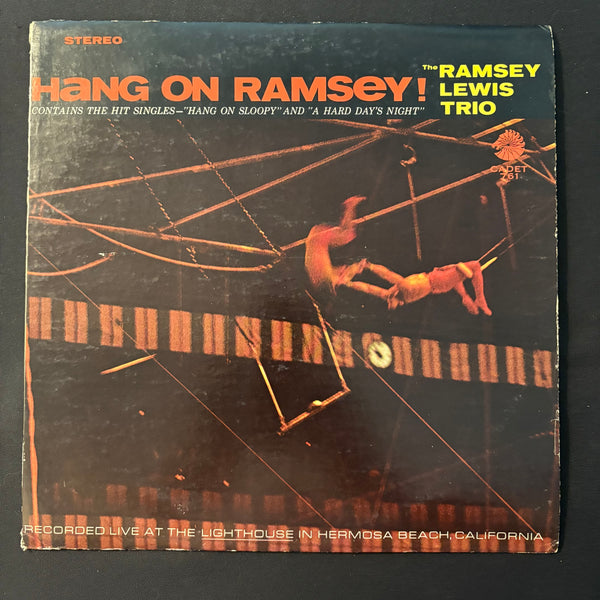 STEREO
HANG ON RAMSEY!
CONTAINS THE HIT SINGLES—"HANG ON SLOOPY" AND "A HARD DAY'S NIGHT"
The RAMSEY
LEWIS
TRIO
CADET
761
RECORDED LIVE AT THE LIGHTHOUSE IN HERMOSA BEACH, CALIFORNIA